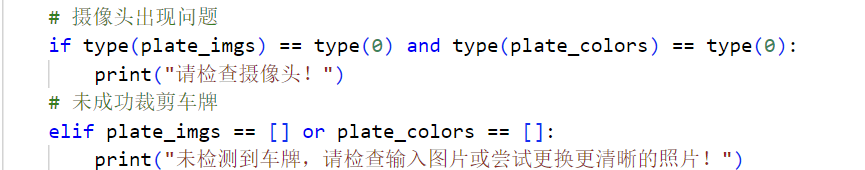 # 摄像头出现问题
if type(plate_imgs) == type(0) and type(plate_colors) == type(0):
    print("请检查摄像头！")
# 未成功裁剪车牌
elif plate_imgs == [] or plate_colors == []:
    print("未检测到车牌，请检查输入图片或尝试更换更清晰的照片！")